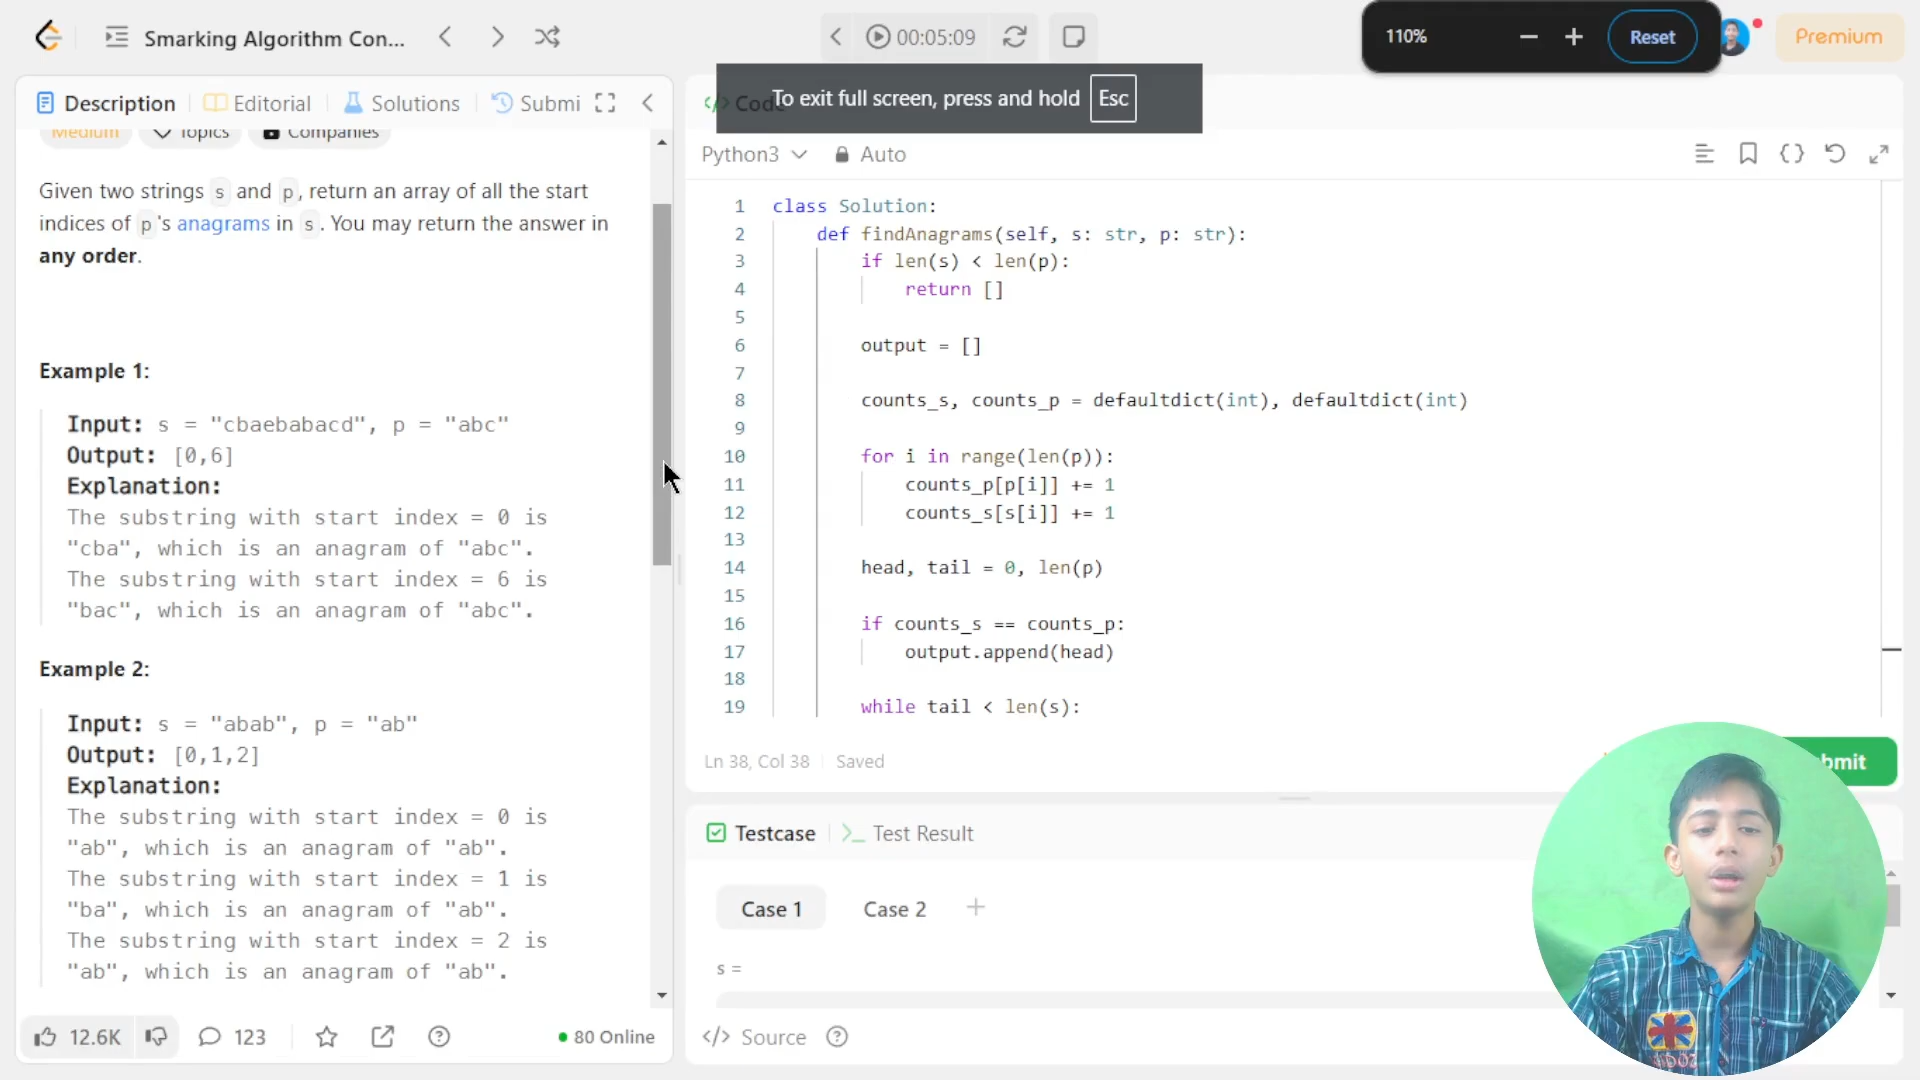 Smarking Algorithm Con...
00:05:09
110%
Reset
Premium
To exit full screen, press and hold Esc
Description
Editorial
Solutions
Submi
Code
Medium
Topics
Companies
Python3
Auto
Given two strings s and p, return an array of all the start
indices of p's anagrams in s. You may return the answer in
any order.
Example 1:
Input: s = "cbaebabacd", p = "abc"
Output: [0,6]
Explanation:
The substring with start index = 0 is
"cba", which is an anagram of "abc".
The substring with start index = 6 is
"bac", which is an anagram of "abc".
Example 2:
Input: s = "abab", p = "ab"
Output: [0,1,2]
Explanation:
The substring with start index = 0 is
"ab", which is an anagram of "ab".
The substring with start index = 1 is
"ba", which is an anagram of "ab".
The substring with start index = 2 is
"ab", which is an anagram of "ab".
12.6K
123
80 Online
1 class Solution:
2 def findAnagrams(self, s: str, p: str):
3 if len(s) < len(p):
4 return []
5
6 output = []
7
8 counts_s, counts_p = defaultdict(int), defaultdict(int)
9
10 for i in range(len(p)):
11 counts_p[p[i]] += 1
12 counts_s[s[i]] += 1
13
14 head, tail = 0, len(p)
15
16 if counts_s == counts_p:
17 output.append(head)
18
19 while tail < len(s):
Ln 38, Col 38
Saved
bmit
Testcase
Test Result
Case 1
Case 2
s =
Source